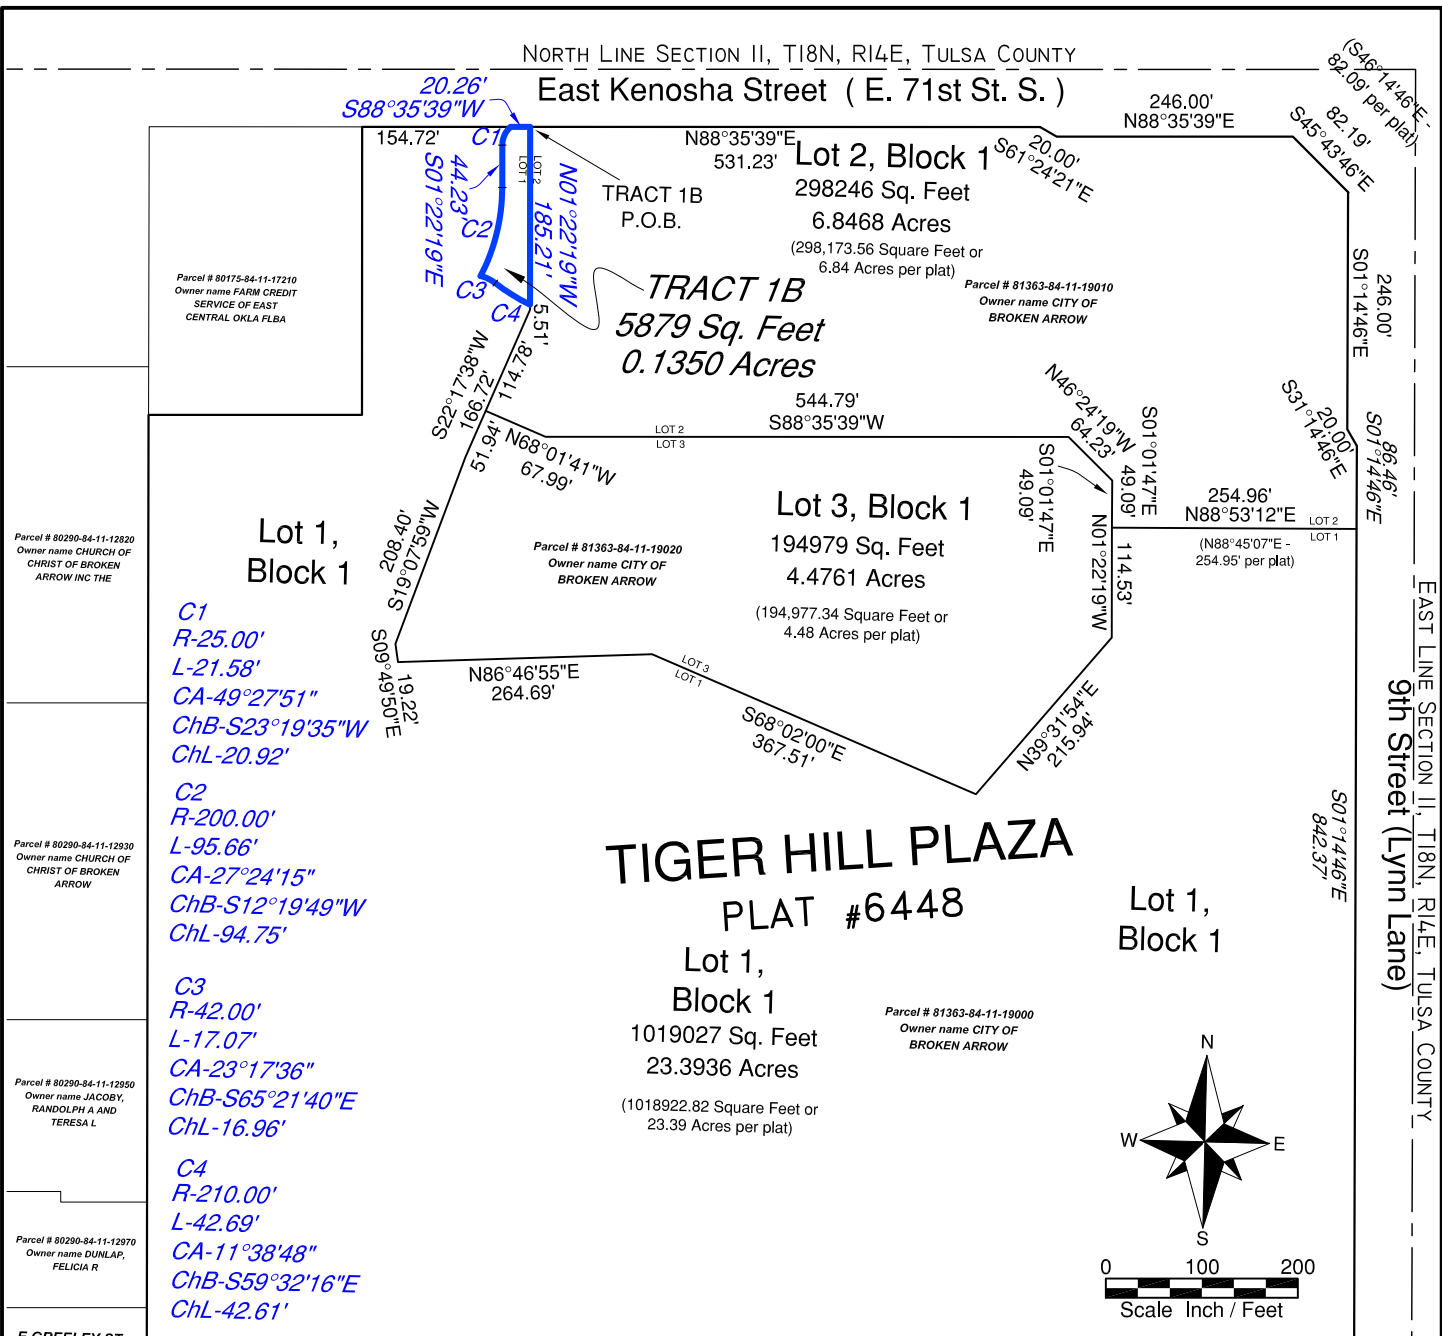 NORTH LINE SECTION 11, T18N, R14E, TULSA COUNTY
East Kenosha Street ( E. 71st St. S. )
20.26'
S88°35'39"W
154.72'
C1
N88°35'39"E
531.23'
S61°24'21"E
20.00'
246.00'
N88°35'39"E
(S46°14'46"E -
82.09' per plat)
82.19'
S45°43'46"E
44.23'
S01°22'19"E
C2
C3
C4
LOT 2
LOT 1
N01°22'19"W
185.21'
TRACT 1B
P.O.B.
Lot 2, Block 1
298246 Sq. Feet
6.8468 Acres
(298,173.56 Square Feet or
6.84 Acres per plat)
Parcel # 81363-84-11-19010
Owner name CITY OF
BROKEN ARROW
TRACT 1B
5879 Sq. Feet
0.1350 Acres
Parcel # 80175-84-11-17210
Owner name FARM CREDIT
SERVICE OF EAST
CENTRAL OKLA FLBA
246.00'
S01°14'46"E
20.00'
S31°14'46"E
86.46'
S01°14'46"E
5.51'
114.78'
S22°17'38"W
166.72'
51.94'
N68°01'41"W
67.99'
544.79'
S88°35'39"W
LOT 2
LOT 3
N46°24'19"W
64.23'
S01°01'47"E
49.09'
S01°01'47"E
49.09'
254.96'
N88°53'12"E
(N88°45'07"E -
254.95' per plat)
LOT 2
LOT 1
N01°22'19"W
114.53'
Lot 3, Block 1
194979 Sq. Feet
4.4761 Acres
(194,977.34 Square Feet or
4.48 Acres per plat)
Parcel # 81363-84-11-19020
Owner name CITY OF
BROKEN ARROW
208.40'
S19°07'59"W
S09°49'50"E
19.22'
N86°46'55"E
264.69'
LOT 3
LOT 1
S68°02'00"E
367.51'
N39°31'54"E
215.94'
Lot 1,
Block 1
Parcel # 80290-84-11-12820
Owner name CHURCH OF
CHRIST OF BROKEN
ARROW INC THE
Parcel # 80290-84-11-12930
Owner name CHURCH OF
CHRIST OF BROKEN
ARROW
Parcel # 80290-84-11-12950
Owner name JACOBY,
RANDOLPH A AND
TERESA L
Parcel # 80290-84-11-12970
Owner name DUNLAP,
FELICIA R
C1
R-25.00'
L-21.58'
CA-49°27'51"
ChB-S23°19'35"W
ChL-20.92'
C2
R-200.00'
L-95.66'
CA-27°24'15"
ChB-S12°19'49"W
ChL-94.75'
C3
R-42.00'
L-17.07'
CA-23°17'36"
ChB-S65°21'40"E
ChL-16.96'
C4
R-210.00'
L-42.69'
CA-11°38'48"
ChB-S59°32'16"E
ChL-42.61'
TIGER HILL PLAZA
PLAT #6448
Lot 1,
Block 1
1019027 Sq. Feet
23.3936 Acres
(1018922.82 Square Feet or
23.39 Acres per plat)
Parcel # 81363-84-11-19000
Owner name CITY OF
BROKEN ARROW
Lot 1,
Block 1
S01°14'46"E
842.37'
9th Street (Lynn Lane)
EAST LINE SECTION 11, T18N, R14E, TULSA COUNTY
N
W
E
S
0 100 200
Scale Inch / Feet
E GREELEY ST